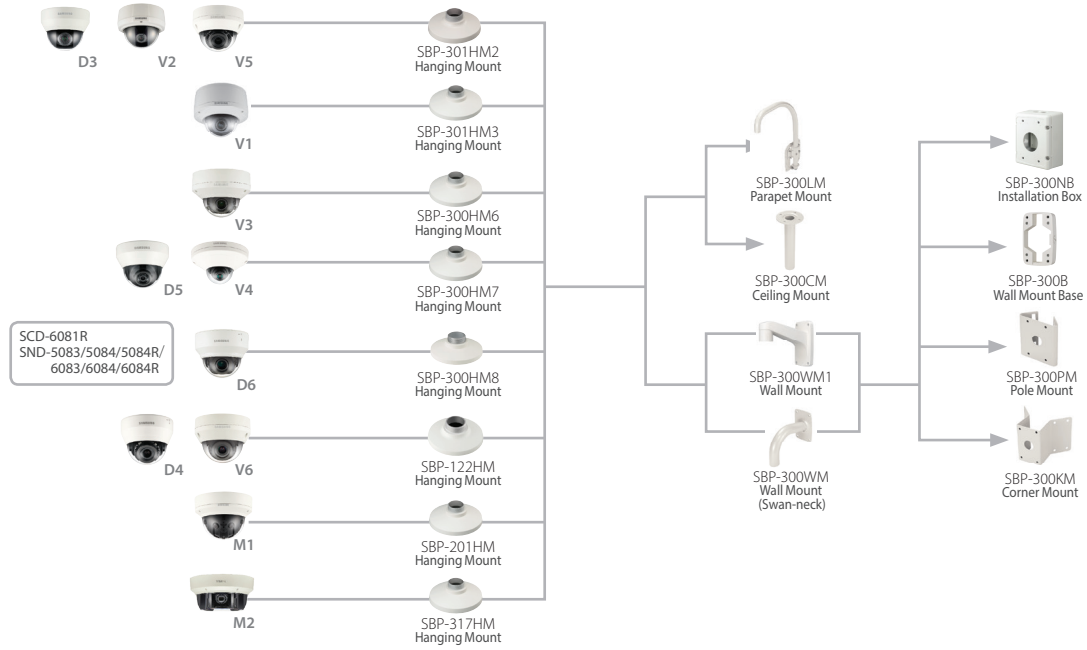 D3
V2
V5
SBP-301HM2
Hanging Mount
V1
SBP-301HM3
Hanging Mount
V3
SBP-300HM6
Hanging Mount
D5
V4
SBP-300HM7
Hanging Mount
SCD-6081R
SND-5083/5084/5084R/
6083/6084/6084R
D6
SBP-300HM8
Hanging Mount
D4
V6
SBP-122HM
Hanging Mount
M1
SBP-201HM
Hanging Mount
M2
SBP-317HM
Hanging Mount
SBP-300LM
Parapet Mount
SBP-300CM
Ceiling Mount
SBP-300WM1
Wall Mount
SBP-300WM
Wall Mount
(Swan-neck)
SBP-300NB
Installation Box
SBP-300B
Wall Mount Base
SBP-300PM
Pole Mount
SBP-300KM
Corner Mount